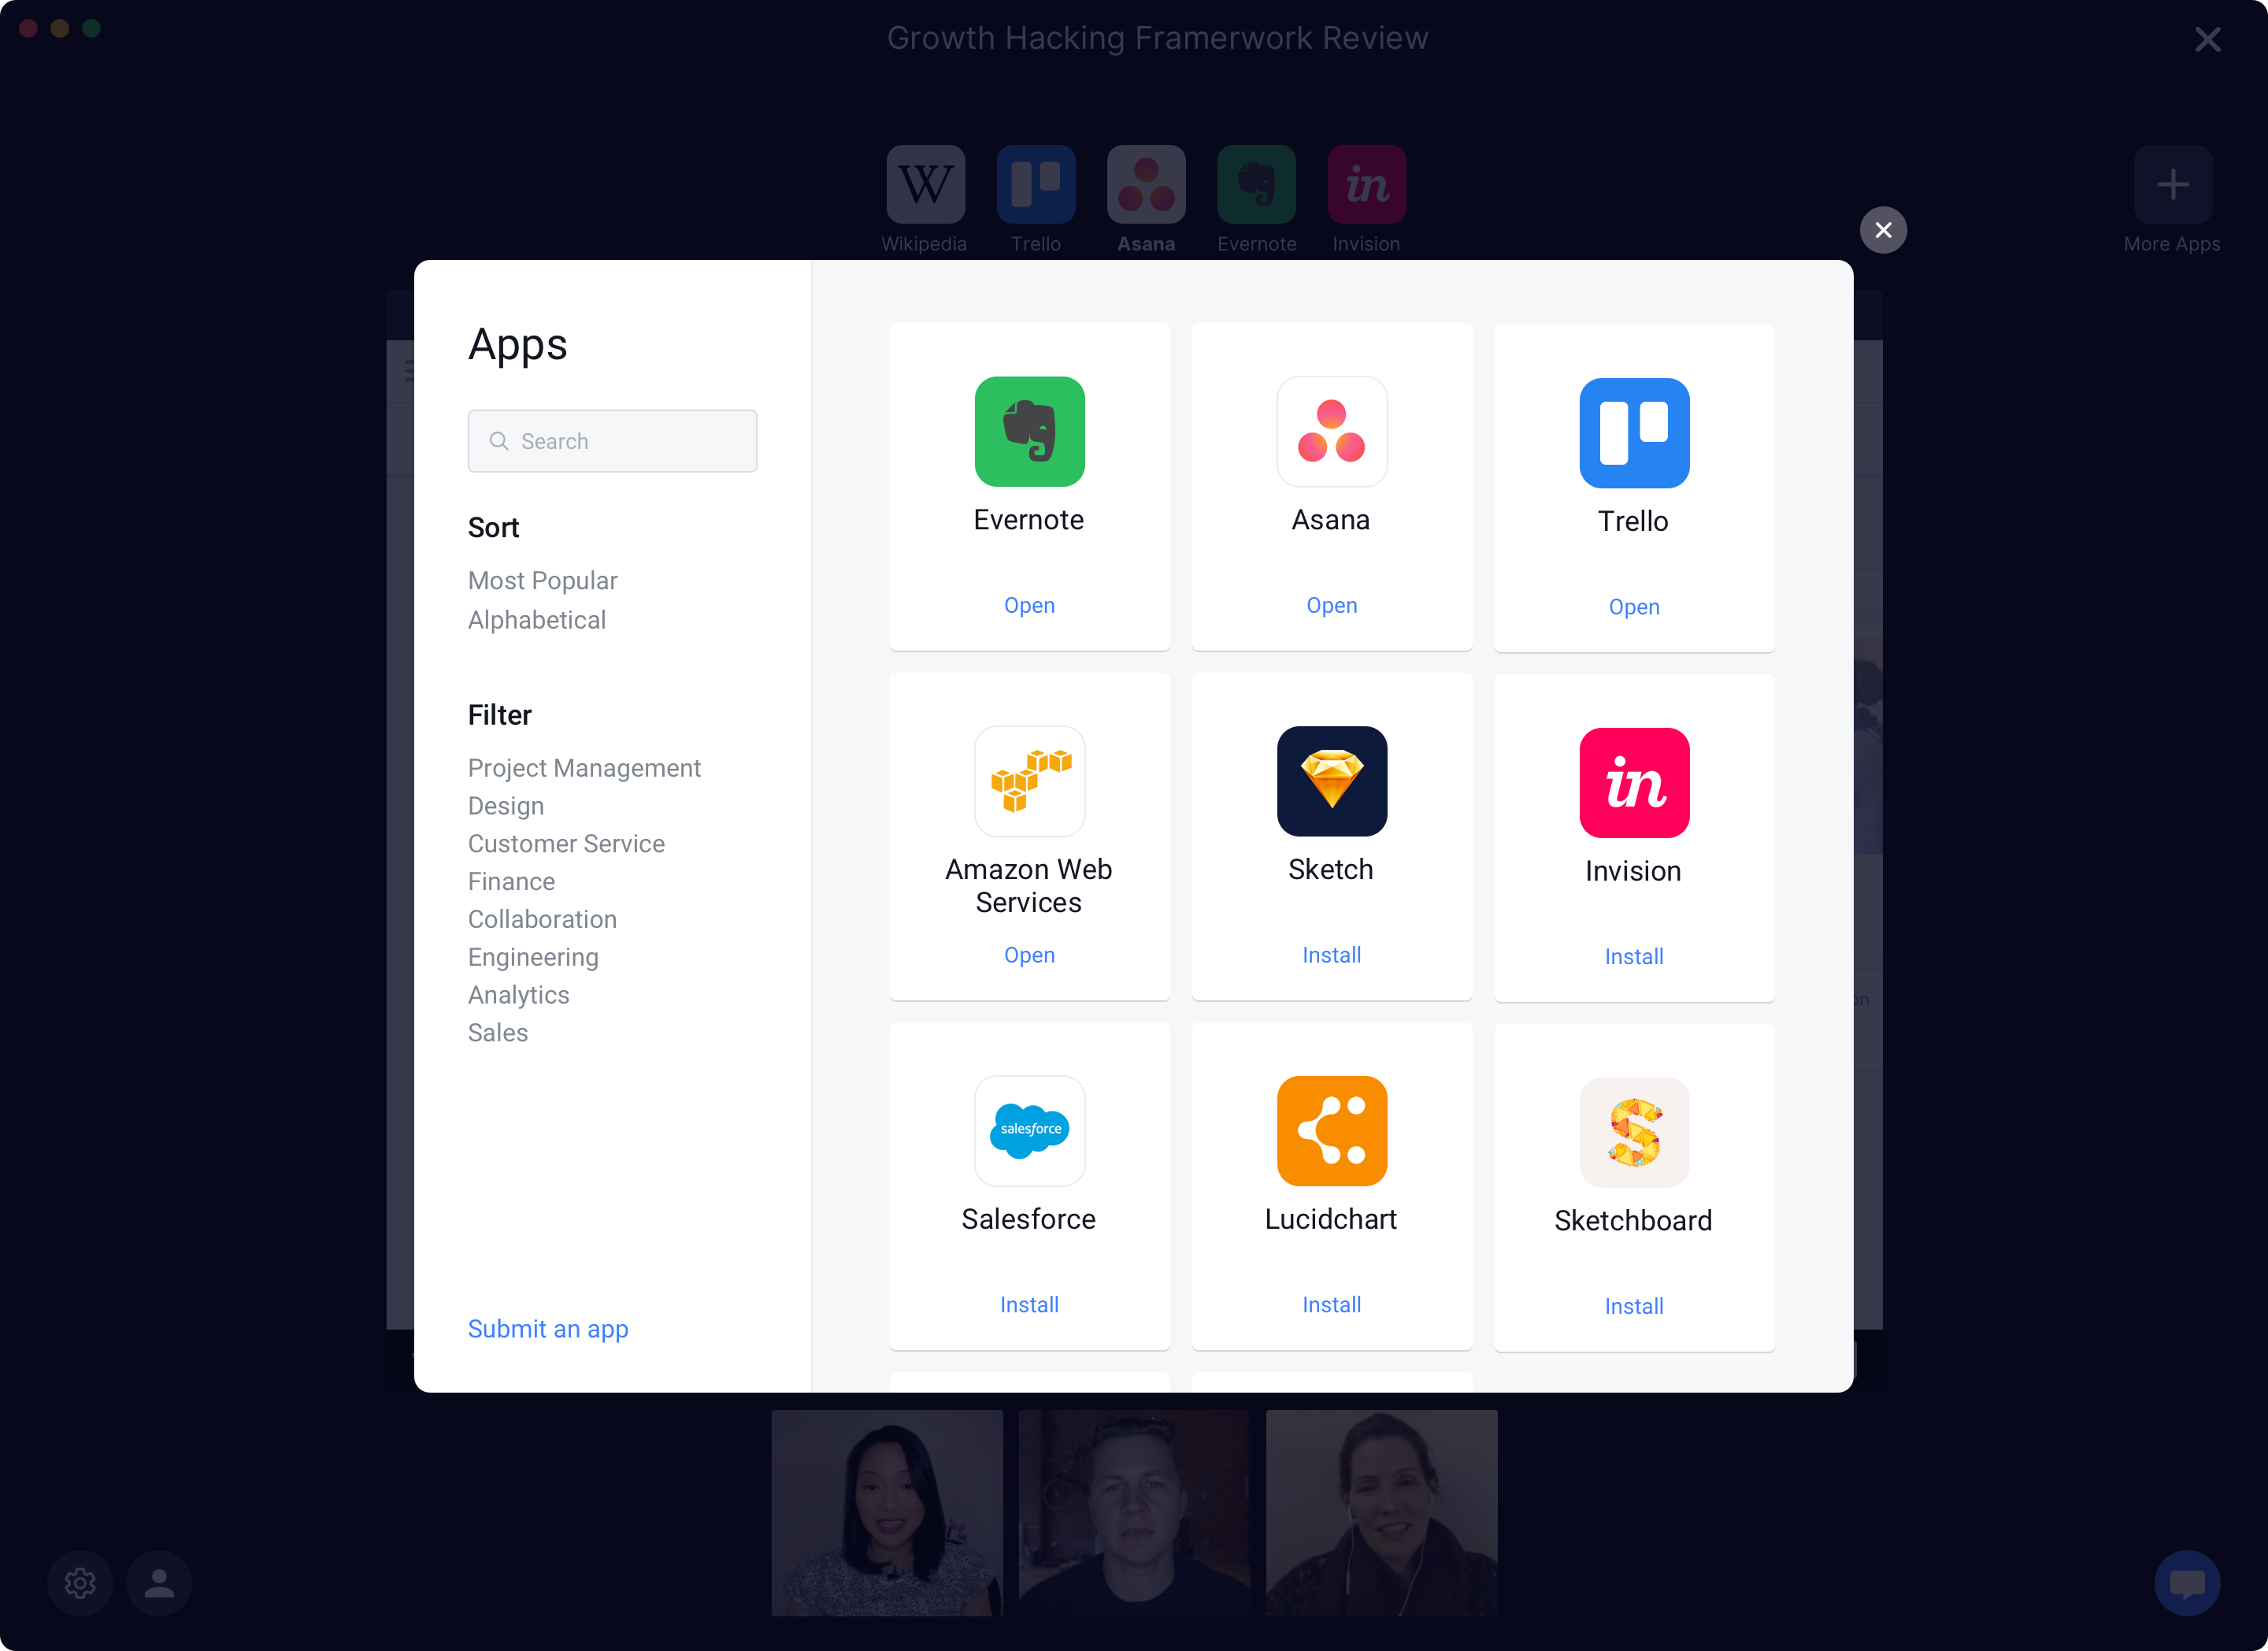 Growth Hacking Framerwork Review
W
in
Wikipedia
Trello
Asana
Evernote
Invision
More Apps
Apps
Search
Sort
Most Popular
Alphabetical
Filter
Project Management
Design
Customer Service
Finance
Collaboration
Engineering
Analytics
Sales
Submit an app
Evernote
Open
Asana
Open
Trello
Open
Amazon Web
Services
Open
Sketch
Install
in
Invision
Install
salesforce
Salesforce
Install
Lucidchart
Install
S
Sketchboard
Install